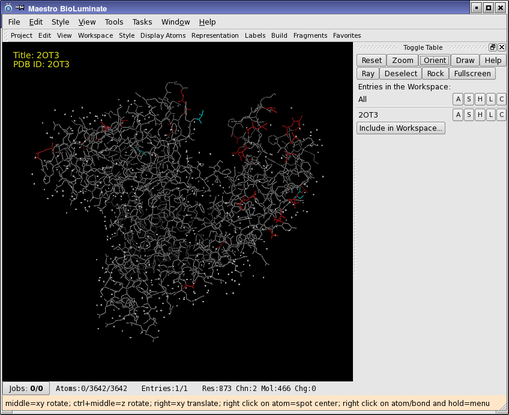 Maestro BioLuminate
File Edit Style View Tools Tasks Window Help
Project Edit View Workspace Style Display Atoms Representation Labels Build Fragments Favorites
Title: 2OT3
PDB ID: 2OT3
Toggle Table
Reset Zoom Orient Draw Help
Ray Deselect Rock Fullscreen
Entries in the Workspace:
All A S H L C
2OT3 A S H L C
Include in Workspace...
Jobs: 0/0 Atoms:0/3642/3642 Entries:1/1 Res:873 Chn:2 Mol:466 Chg:0
middle=xy rotate; ctrl+middle=z rotate; right=xy translate; right click on atom=spot center; right click on atom/bond and hold=menu